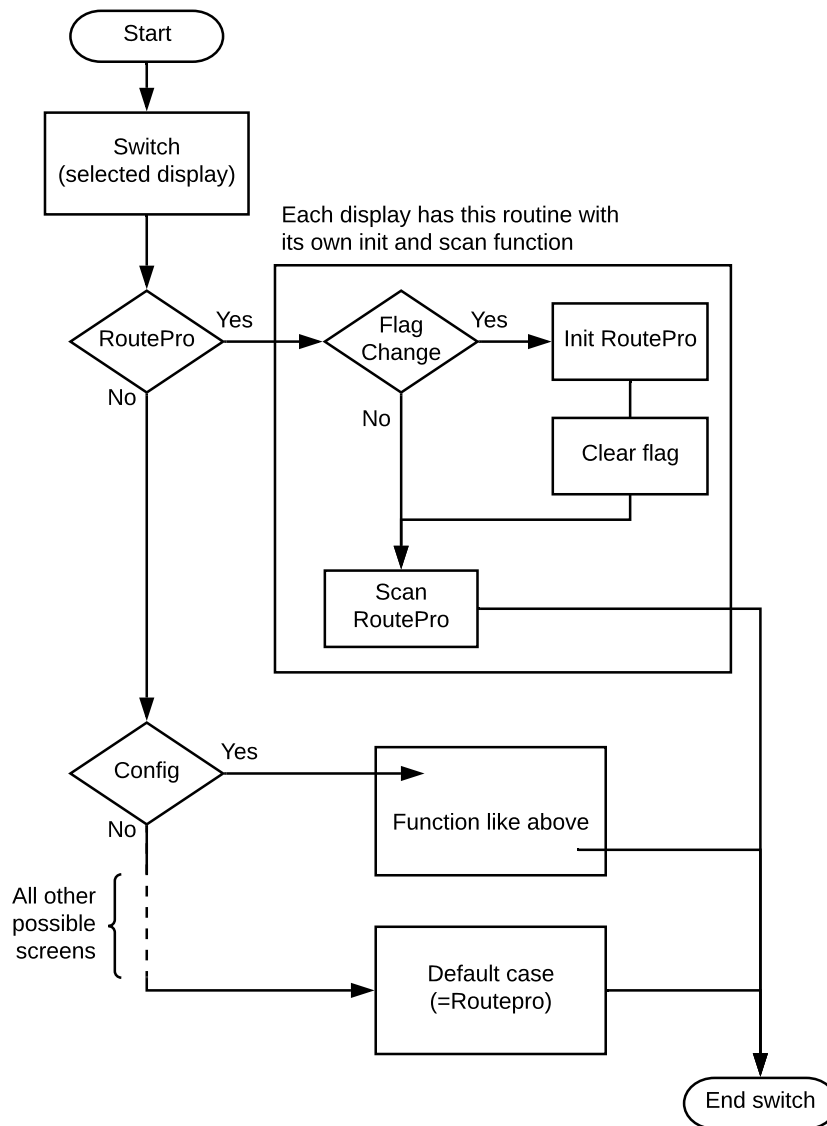 Start
Switch
(selected display)
Each display has this routine with
its own init and scan function
RoutePro
Yes
No
Flag
Change
Yes
No
Init RoutePro
Clear flag
Scan
RoutePro
Config
Yes
No
Function like above
All other
possible
screens
Default case
(=Routepro)
End switch